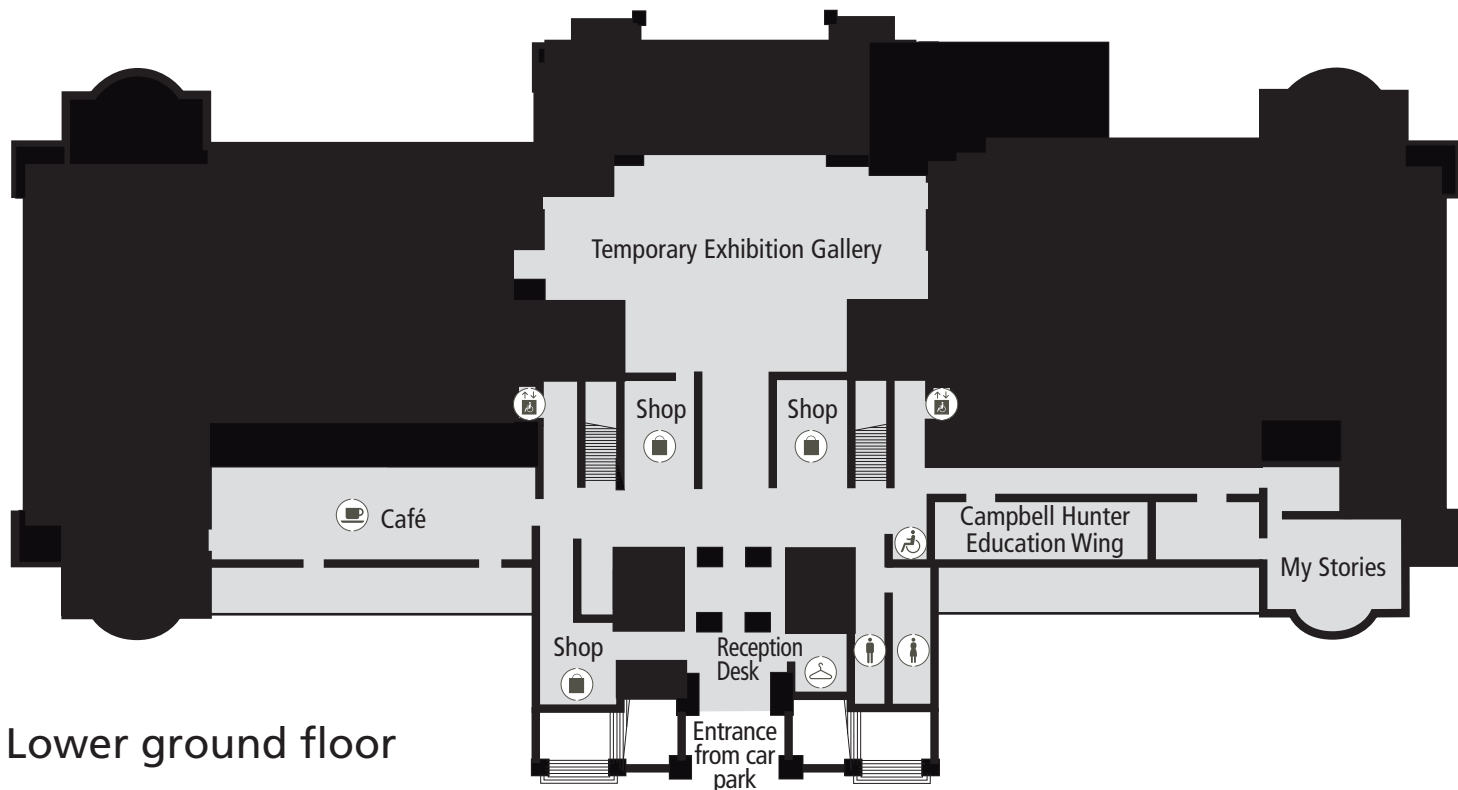 Temporary Exhibition Gallery
Shop
Shop
Café
Campbell Hunter
Education Wing
My Stories
Shop
Reception
Desk
Lower ground floor
Entrance
from car
park